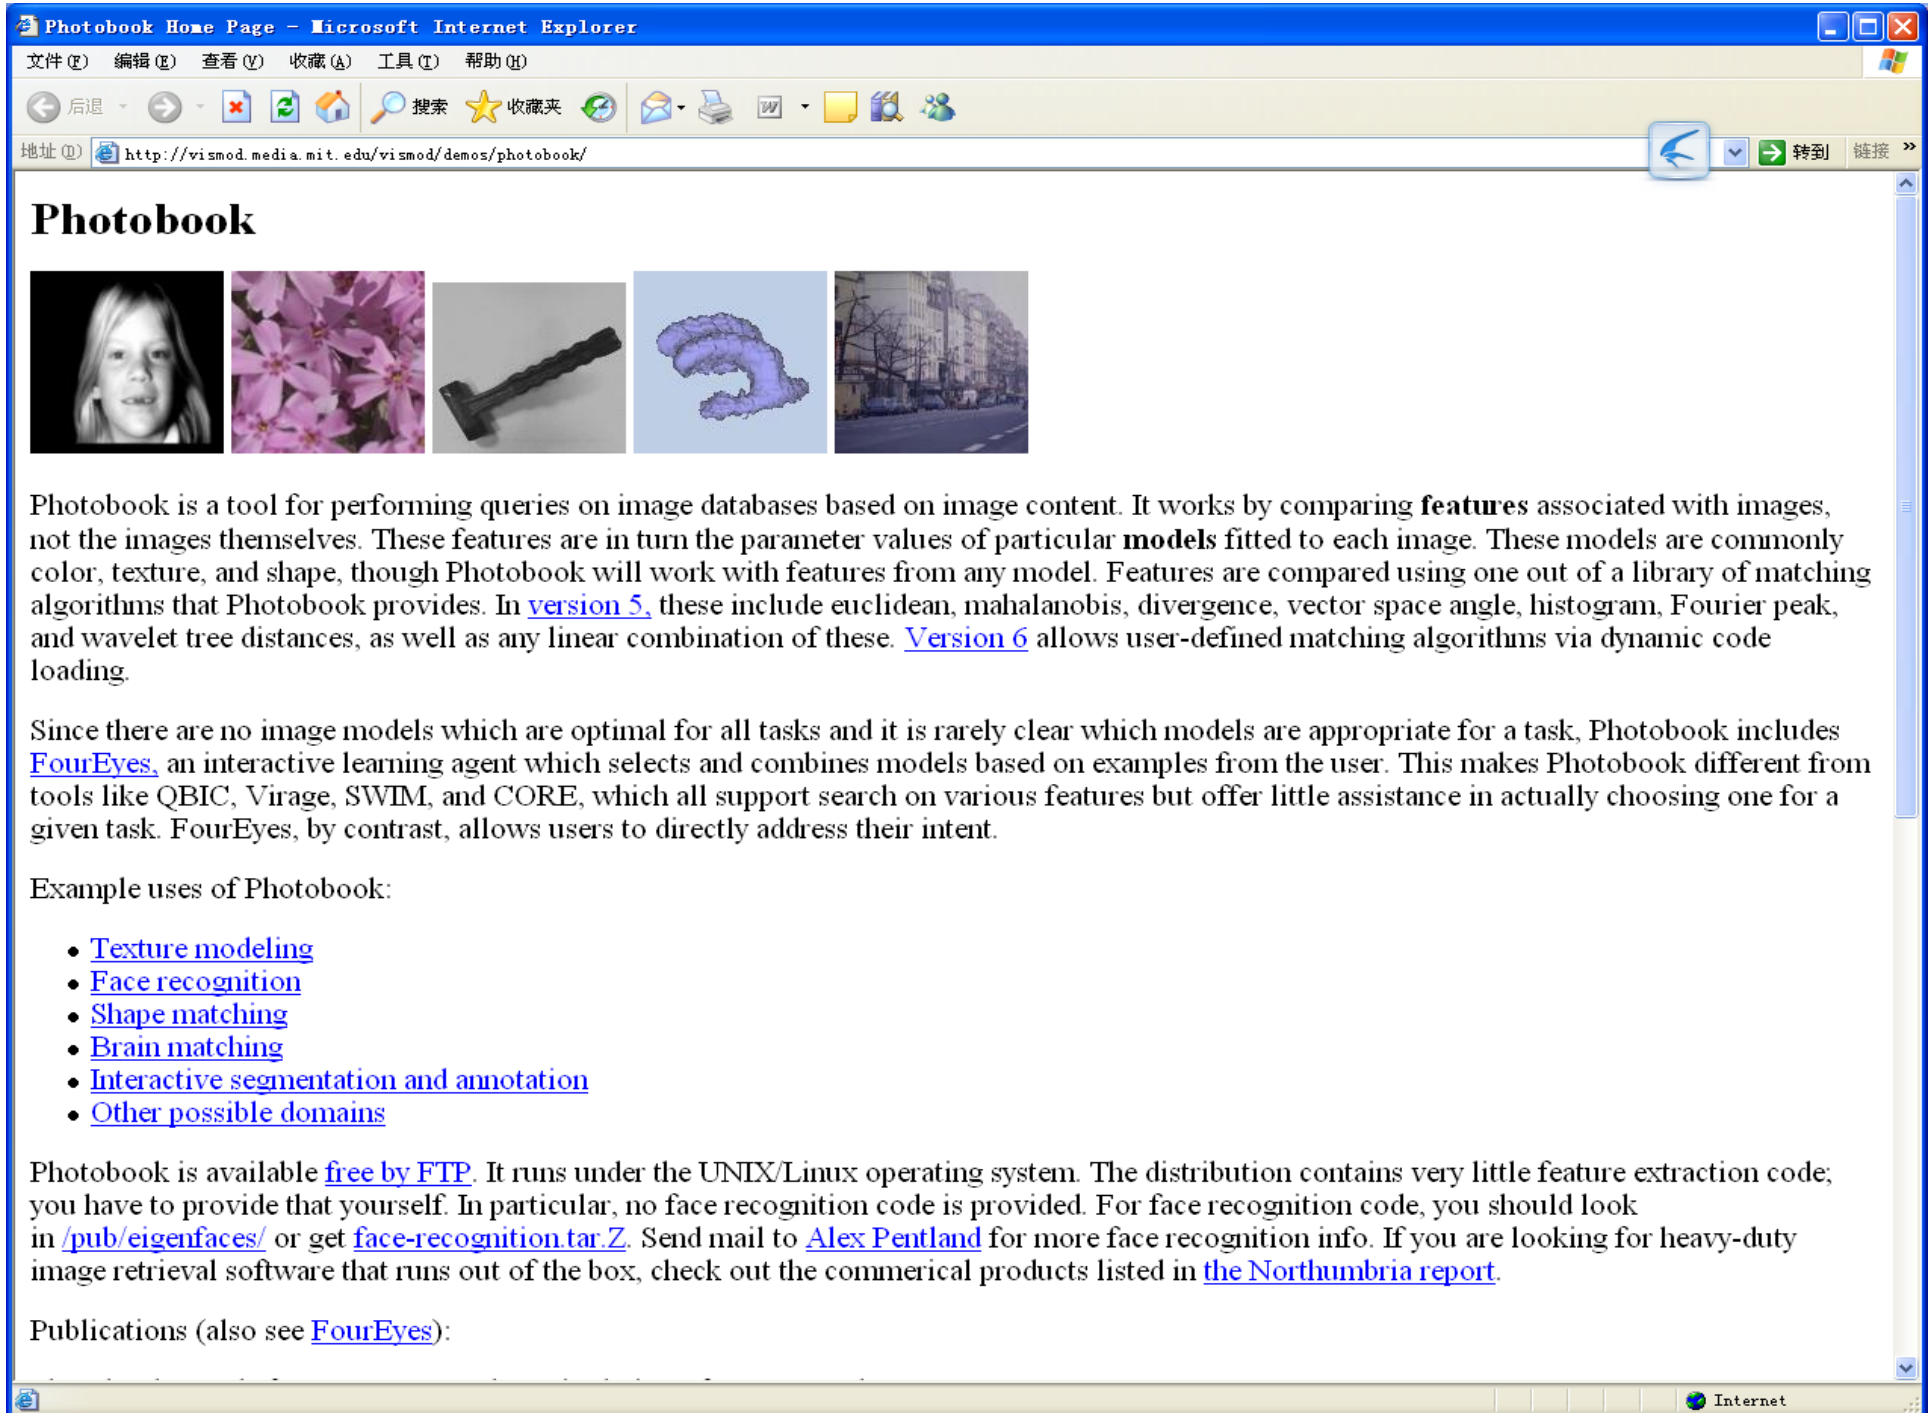 Photobook Home Page - Microsoft Internet Explorer
文件(F) 编辑(E) 查看(V) 收藏(A) 工具(T) 帮助(H)
后退 搜索 收藏夹
地址(D) http://vismod.media.mit.edu/vismod/demos/photobook/ 转到 链接 »
Photobook
Photobook is a tool for performing queries on image databases based on image content. It works by comparing features associated with images,
not the images themselves. These features are in turn the parameter values of particular models fitted to each image. These models are commonly
color, texture, and shape, though Photobook will work with features from any model. Features are compared using one out of a library of matching
algorithms that Photobook provides. In version 5, these include euclidean, mahalanobis, divergence, vector space angle, histogram, Fourier peak,
and wavelet tree distances, as well as any linear combination of these. Version 6 allows user-defined matching algorithms via dynamic code
loading.
Since there are no image models which are optimal for all tasks and it is rarely clear which models are appropriate for a task, Photobook includes
FourEyes, an interactive learning agent which selects and combines models based on examples from the user. This makes Photobook different from
tools like QBIC, Virage, SWIM, and CORE, which all support search on various features but offer little assistance in actually choosing one for a
given task. FourEyes, by contrast, allows users to directly address their intent.
Example uses of Photobook:
• Texture modeling
• Face recognition
• Shape matching
• Brain matching
• Interactive segmentation and annotation
• Other possible domains
Photobook is available free by FTP. It runs under the UNIX/Linux operating system. The distribution contains very little feature extraction code;
you have to provide that yourself. In particular, no face recognition code is provided. For face recognition code, you should look
in /pub/eigenfaces/ or get face-recognition.tar.Z. Send mail to Alex Pentland for more face recognition info. If you are looking for heavy-duty
image retrieval software that runs out of the box, check out the commerical products listed in the Northumbria report.
Publications (also see FourEyes):
Internet